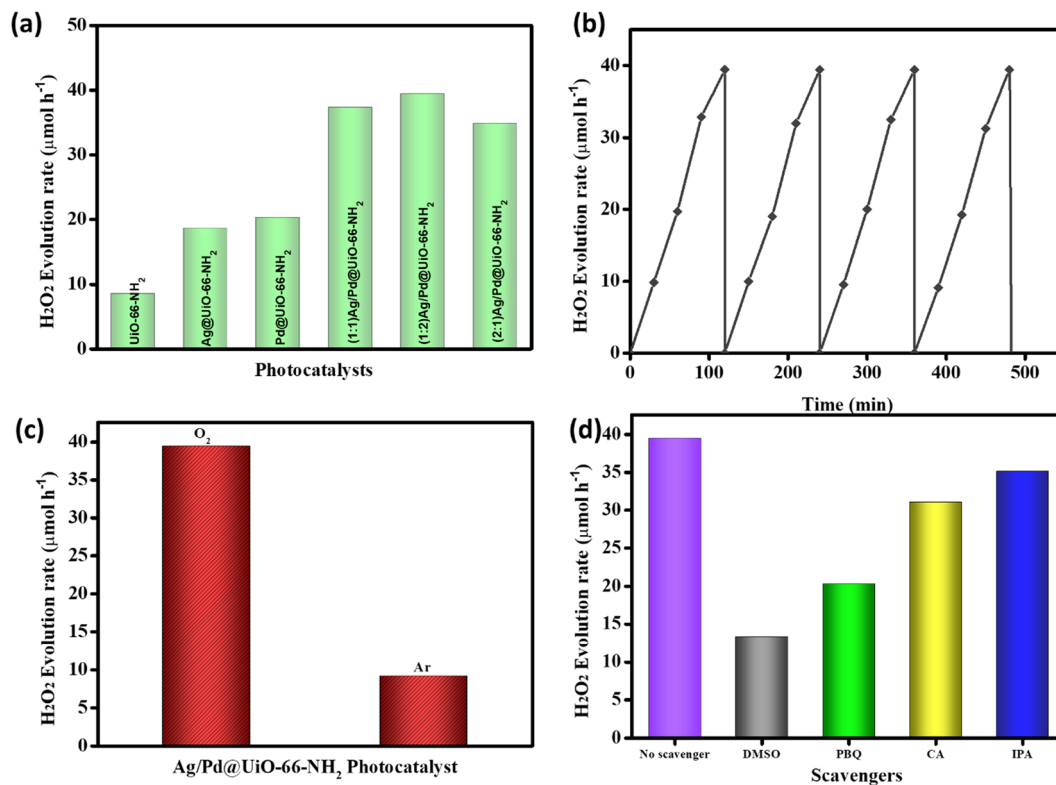 (a)
H₂O₂ Evolution rate (µmol h⁻¹)
50
40
30
20
10
0
UiO-66-NH₂
Ag@UiO-66-NH₂
Pd@UiO-66-NH₂
(1:1)Ag/Pd@UiO-66-NH₂
(1:2)Ag/Pd@UiO-66-NH₂
(2:1)Ag/Pd@UiO-66-NH₂
Photocatalysts
(b)
H₂O₂ Evolution rate (µmol h⁻¹)
40
30
20
10
0
0 100 200 300 400 500
Time (min)
(c)
H₂O₂ Evolution rate (µmol h⁻¹)
40
35
30
25
20
15
10
5
0
O₂
Ar
Ag/Pd@UiO-66-NH₂ Photocatalyst
(d)
H₂O₂ Evolution rate (µmol h⁻¹)
40
35
30
25
20
15
10
5
0
No scavenger DMSO PBQ CA IPA
Scavengers